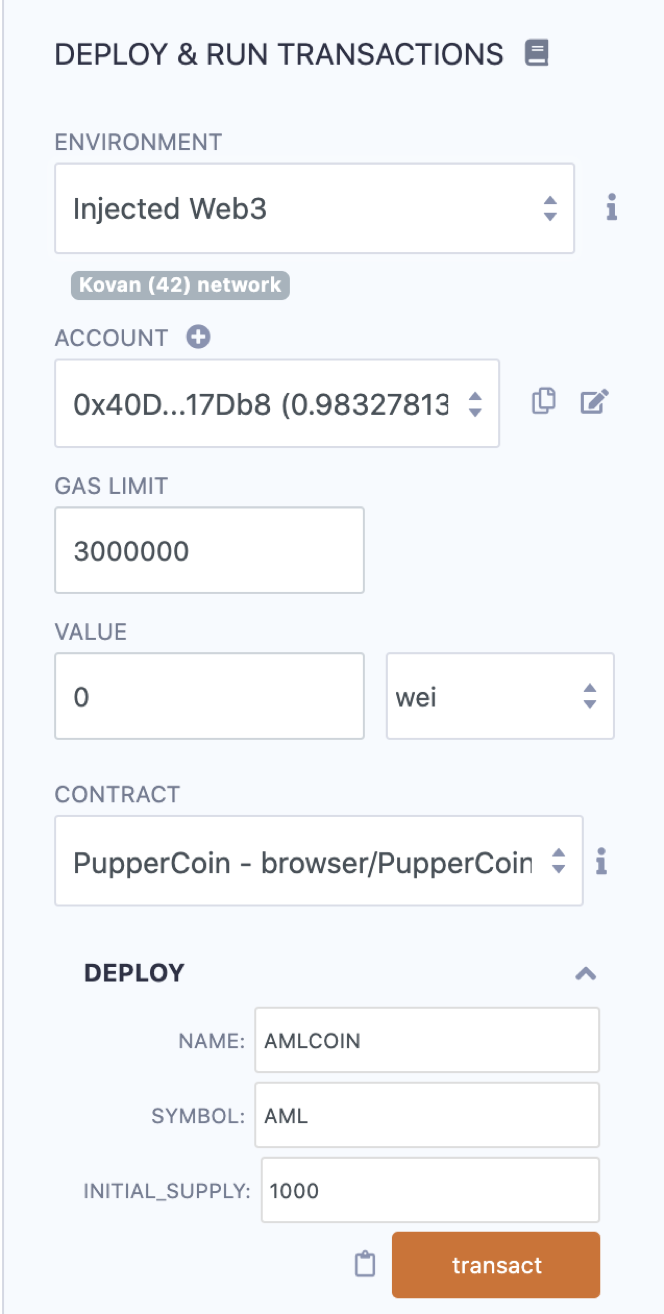 DEPLOY & RUN TRANSACTIONS
ENVIRONMENT
Injected Web3
Kovan (42) network
ACCOUNT
0x40D...17Db8 (0.98327813
GAS LIMIT
3000000
VALUE
0 wei
CONTRACT
PupperCoin - browser/PupperCoin
DEPLOY
NAME: AMLCOIN
SYMBOL: AML
INITIAL_SUPPLY: 1000
transact